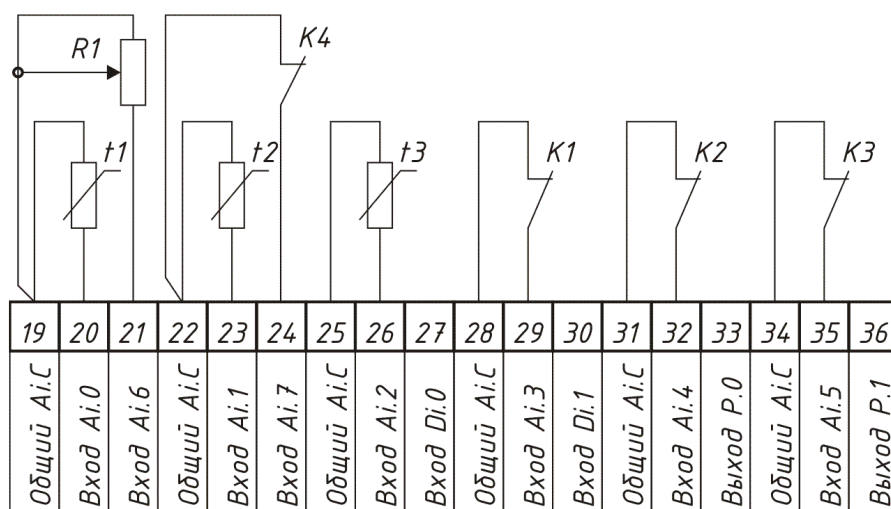 R1
K4
t1
t2
t3
K1
K2
K3
19 20 21 22 23 24 25 26 27 28 29 30 31 32 33 34 35 36
Общий Ai.C
Вход Ai.0
Вход Ai.6
Общий Ai.C
Вход Ai.1
Вход Ai.7
Общий Ai.C
Вход Ai.2
Вход Di.0
Общий Ai.C
Вход Ai.3
Вход Di.1
Общий Ai.C
Вход Ai.4
Выход P.0
Общий Ai.C
Вход Ai.5
Выход P.1